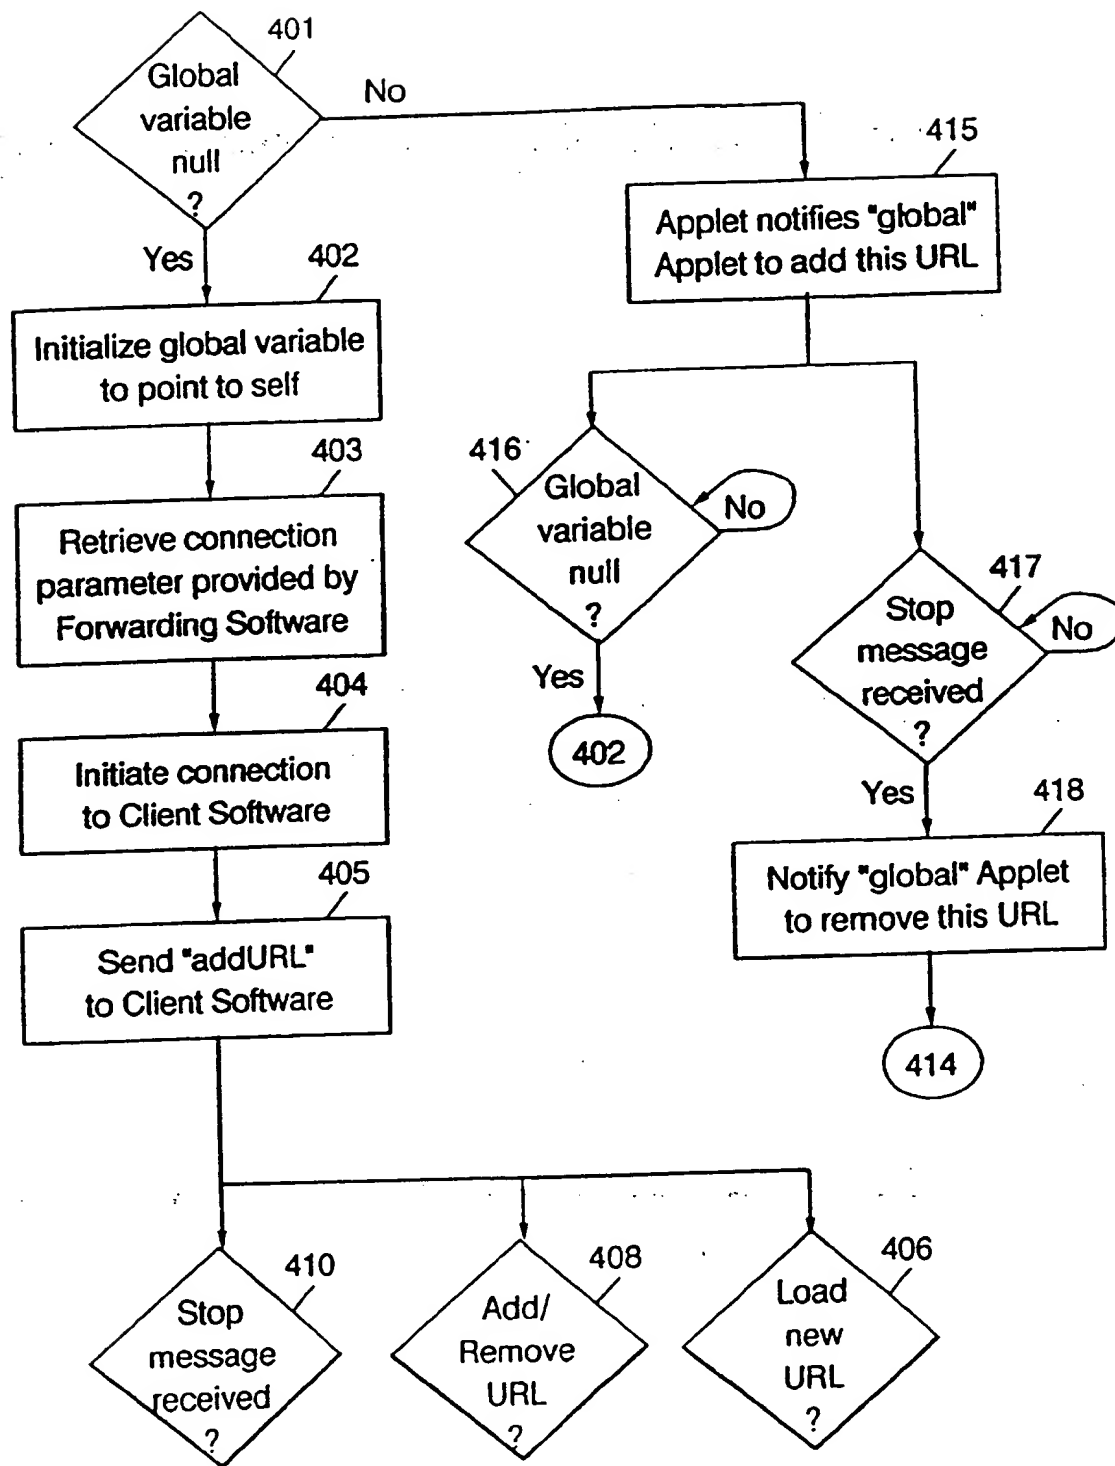 401
Global
variable
null
?
No
Yes
415
Applet notifies "global"
Applet to add this URL
402
Initialize global variable
to point to self
403
Retrieve connection
parameter provided by
Forwarding Software
404
Initiate connection
to Client Software
405
Send "addURL"
to Client Software
416
Global
variable
null
?
No
Yes
402
417
Stop
message
received
?
No
Yes
418
Notify "global" Applet
to remove this URL
414
410
Stop
message
received
?
408
Add/
Remove
URL
?
406
Load
new
URL
?